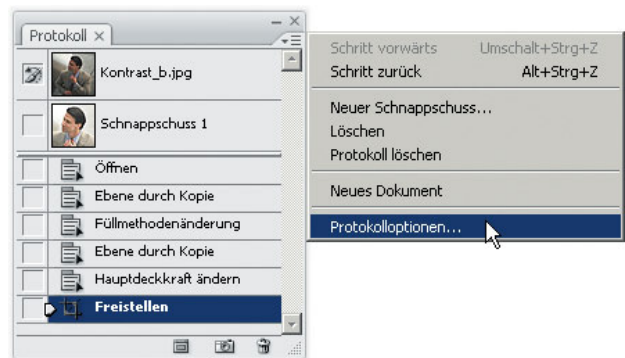 Protokoll
Kontrast_b.jpg
Schnappschuss 1
Öffnen
Ebene durch Kopie
Füllmethodenänderung
Ebene durch Kopie
Hauptdeckkraft ändern
Freistellen
Schritt vorwärts Umschalt+Strg+Z
Schritt zurück Alt+Strg+Z
Neuer Schnappschuss...
Löschen
Protokoll löschen
Neues Dokument
Protokolloptionen...